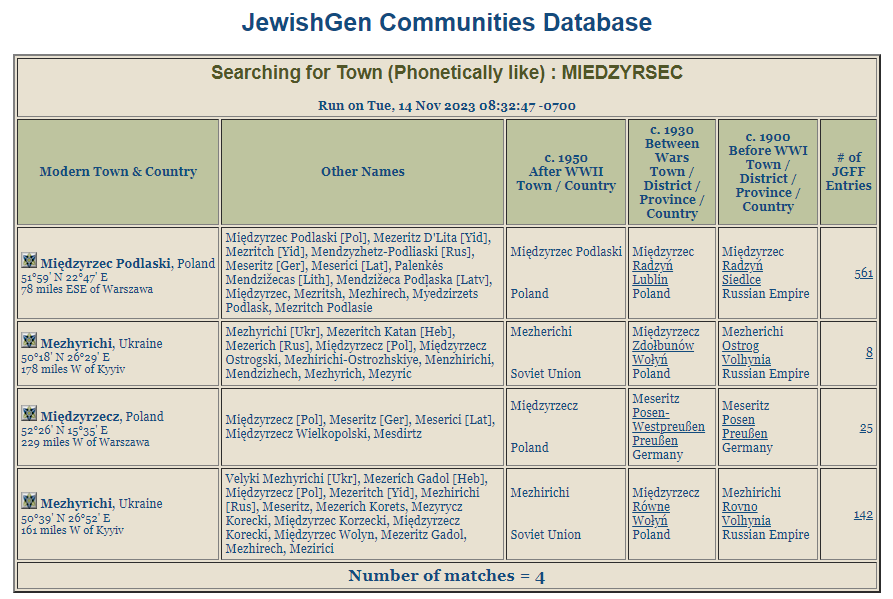 JewishGen Communities Database
Searching for Town (Phonetically like) : MIEDZYRSEC
Run on Tue, 14 Nov 2023 08:32:47 -0700
Modern Town & Country
Other Names
c. 1950
After WWII
Town / Country
c. 1930
Between
Wars
Town /
District /
Province /
Country
c. 1900
Before WWI
Town /
District /
Province /
Country
# of
JGFF
Entries
Międzyrzec Podlaski, Poland
51°59' N 22°47' E
78 miles ESE of Warszawa
Międzyrzec Podlaski [Pol], Mezeritz D'Lita [Yid],
Mezritch [Yid], Mendzyzhetz-Podliaski [Rus],
Meseritz [Ger], Meserici [Lat], Palenkės
Mendzižecas [Lith], Mendzižeca Podļaska [Latv],
Międzyrzec, Mezritsh, Mezhirech, Myedzirzets
Podlask, Mezritch Podlasie
Międzyrzec Podlaski
Poland
Międzyrzec
Radzyń
Lublin
Poland
Międzyrzec
Radzyń
Siedlce
Russian Empire
561
Mezhyrichi, Ukraine
50°18' N 26°29' E
178 miles W of Kyyiv
Mezhyrichi [Ukr], Mezeritch Katan [Heb],
Mezerich [Rus], Międzyrzecz [Pol], Międzyrzecz
Ostrogski, Mezhirichi-Ostrozhskiye, Menzhirichi,
Mendzizhech, Mezhyrich, Mezyric
Mezherichi
Soviet Union
Międzyrzecz
Zdołbunów
Wołyń
Poland
Mezherichi
Ostrog
Volhynia
Russian Empire
8
Międzyrzecz, Poland
52°26' N 15°35' E
229 miles W of Warszawa
Międzyrzecz [Pol], Meseritz [Ger], Meserici [Lat],
Międzyrzecz Wielkopolski, Mesdirtz
Międzyrzecz
Poland
Meseritz
Posen-
Westpreußen
Preußen
Germany
Meseritz
Posen
Preußen
Germany
25
Mezhyrichi, Ukraine
50°39' N 26°52' E
161 miles W of Kyyiv
Velyki Mezhyrichi [Ukr], Mezerich Gadol [Heb],
Międzyrzecz [Pol], Mezeritch [Yid], Mezhirichi
[Rus], Meseritz, Mezerich Korets, Mezyrycz
Korecki, Międzyrzec Korzecki, Międzyrzecz
Korecki, Międzyrzec Wolyn, Mezeritz Gadol,
Mezhirech, Mezirici
Mezhirichi
Soviet Union
Międzyrzecz
Równe
Wołyń
Poland
Mezhirichi
Rovno
Volhynia
Russian Empire
142
Number of matches = 4